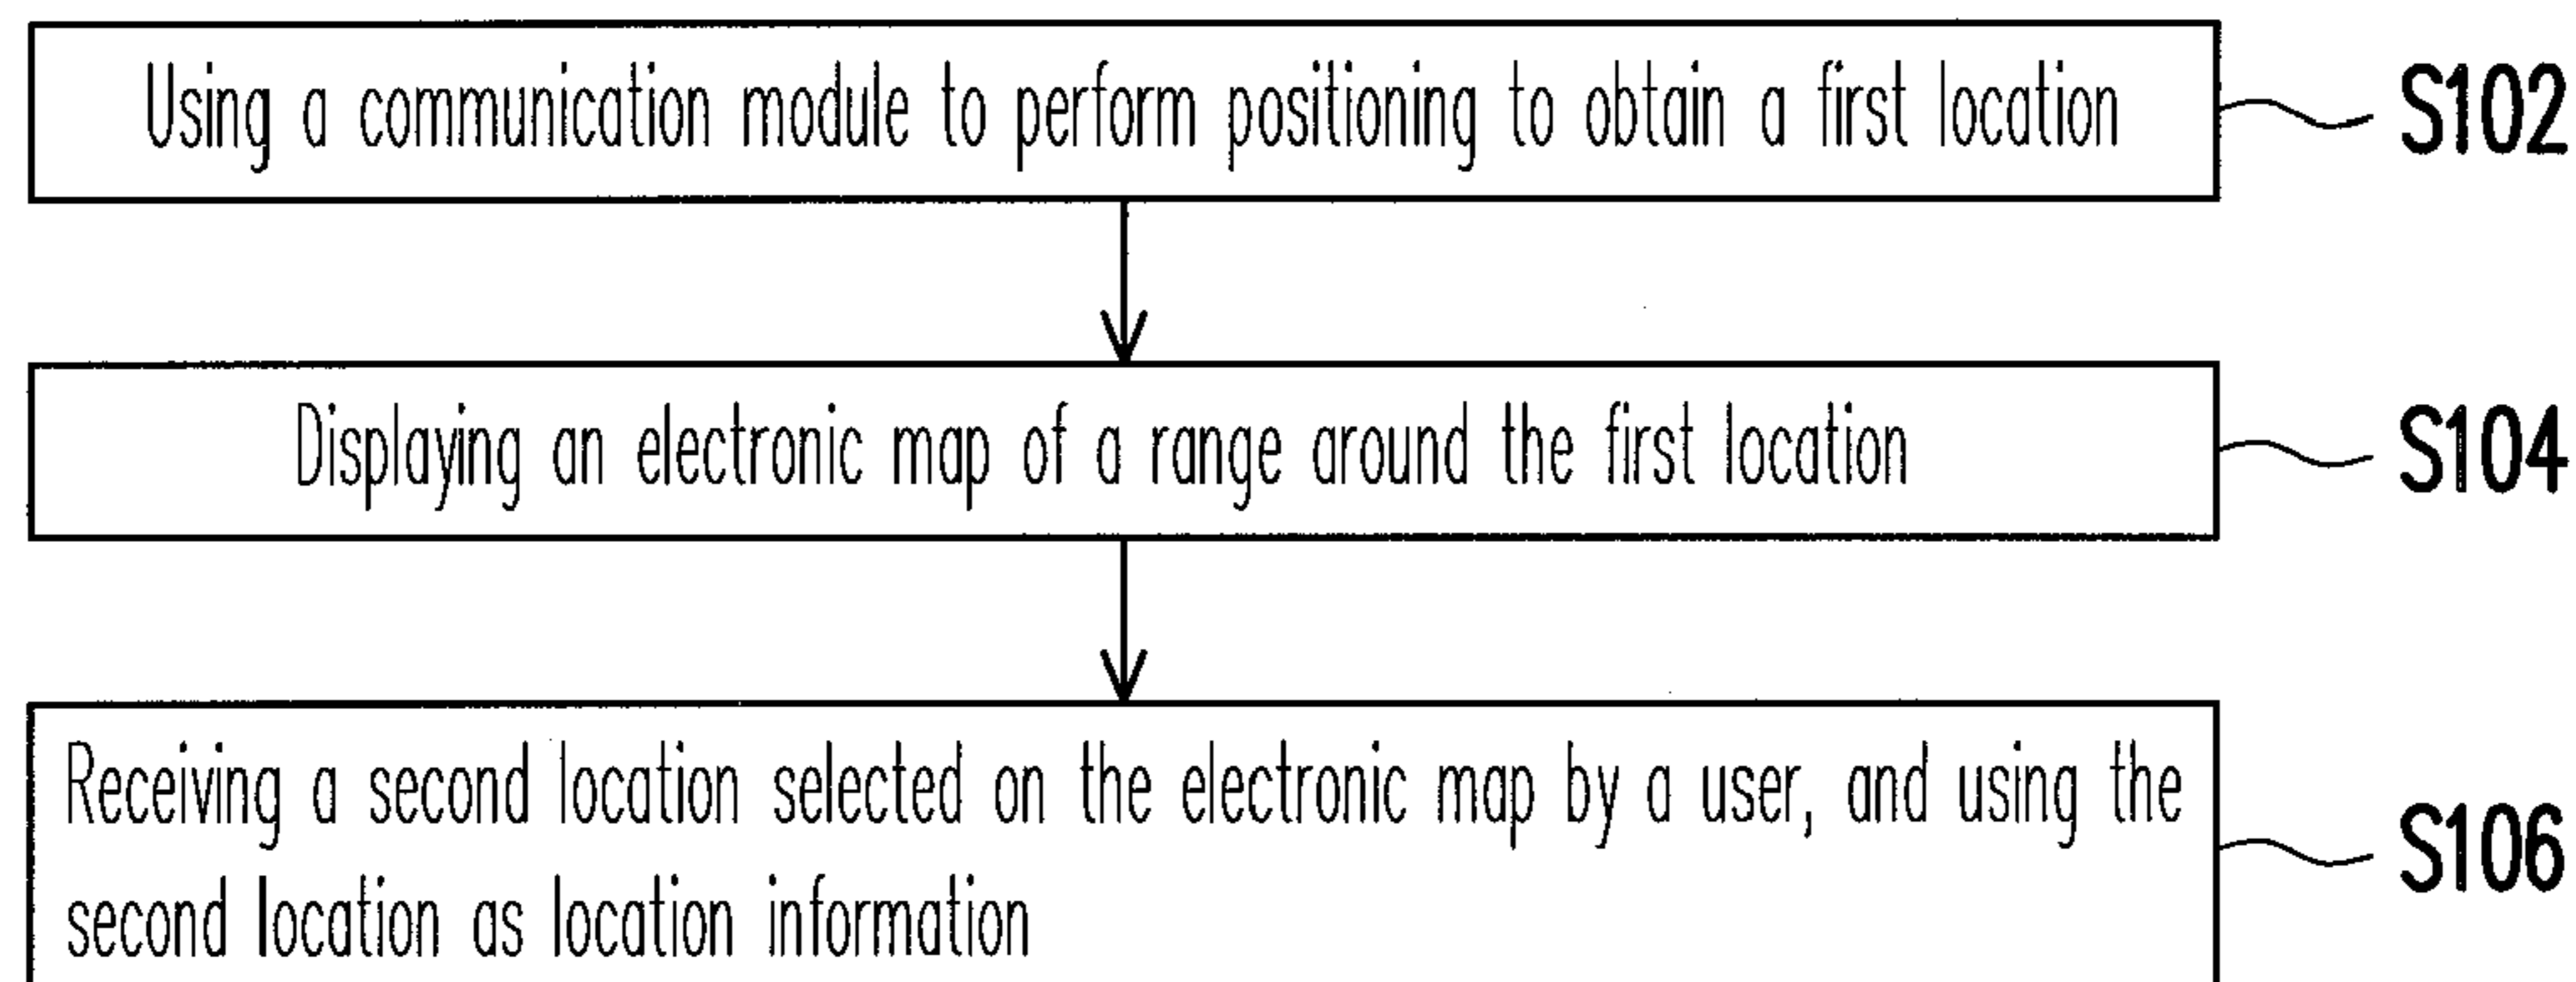 Using a communication module to perform positioning to obtain a first location
S102
Displaying an electronic map of a range around the first location
S104
Receiving a second location selected on the electronic map by a user, and using the
second location as location information
S106